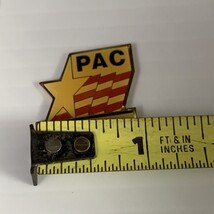 PAC
1
FT & IN
INCHES